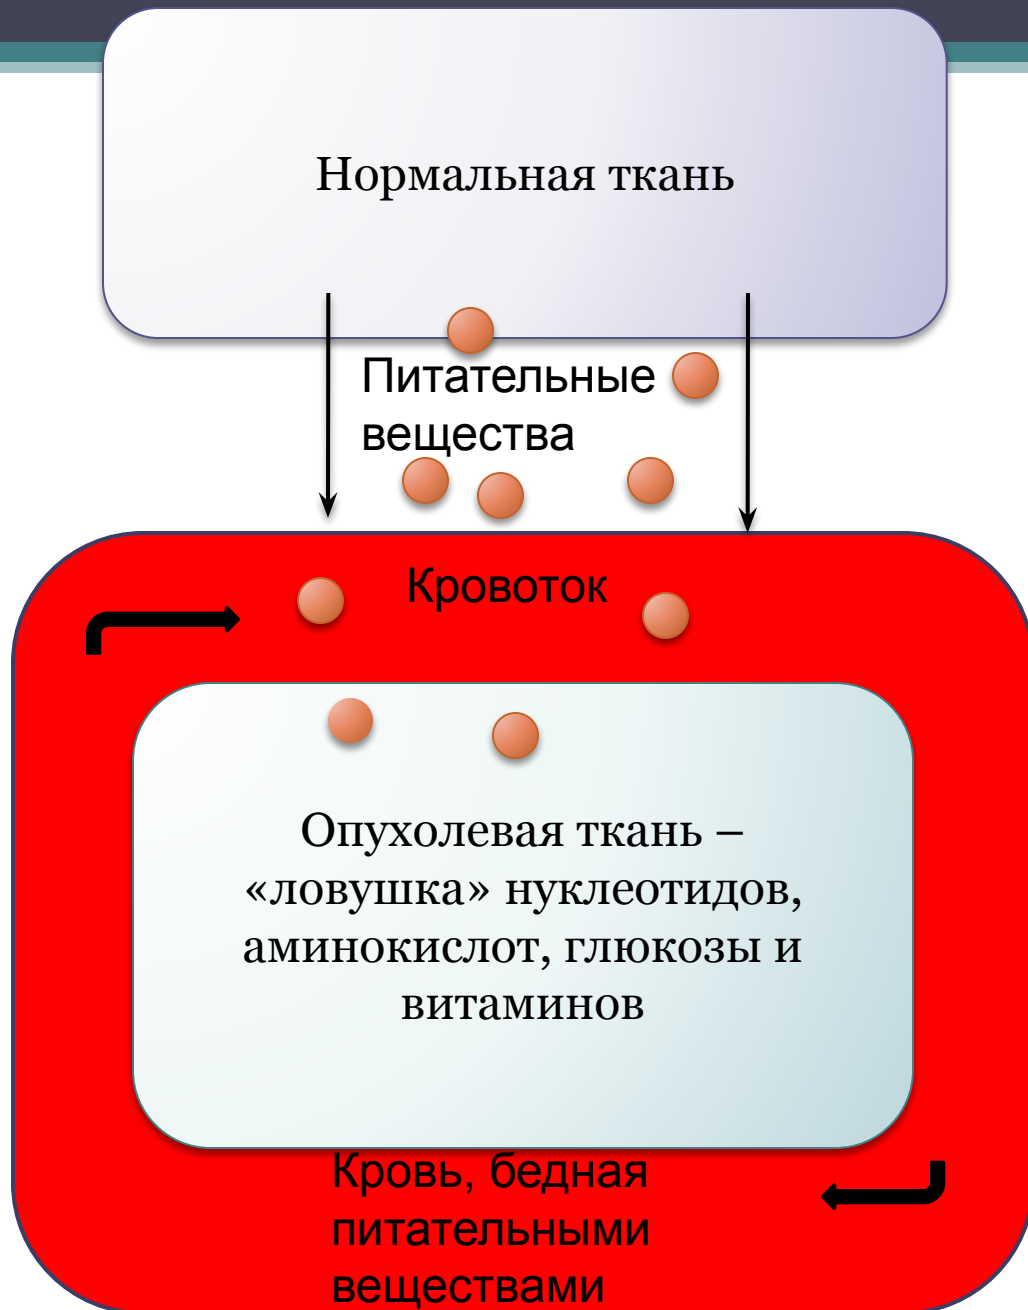 Нормальная ткань
Питательные
вещества
Кровоток
Опухолевая ткань –
«ловушка» нуклеотидов,
аминокислот, глюкозы и
витаминов
Кровь, бедная
питательными
веществами